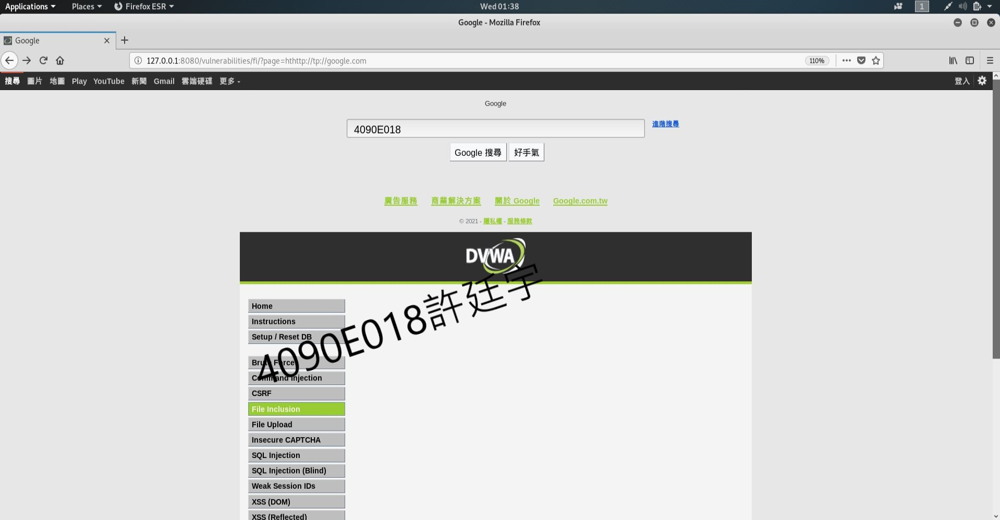 Applications Places Firefox ESR Wed 01:38 1
Google - Mozilla Firefox
Google
127.0.0.1:8080/vulnerabilities/fi/?page=hthttp://tp://google.com 110%
搜尋 圖片 地圖 Play YouTube 新聞 Gmail 雲端硬碟 更多 登入
Google
4090E018 進階搜尋
Google 搜尋 好手氣
廣告服務 商業解決方案 關於 Google Google.com.tw
© 2021 - 隱私權 - 服務條款
DVWA
4090E018許廷宇
Home
Instructions
Setup / Reset DB
Brute Force
Command Injection
CSRF
File Inclusion
File Upload
Insecure CAPTCHA
SQL Injection
SQL Injection (Blind)
Weak Session IDs
XSS (DOM)
XSS (Reflected)